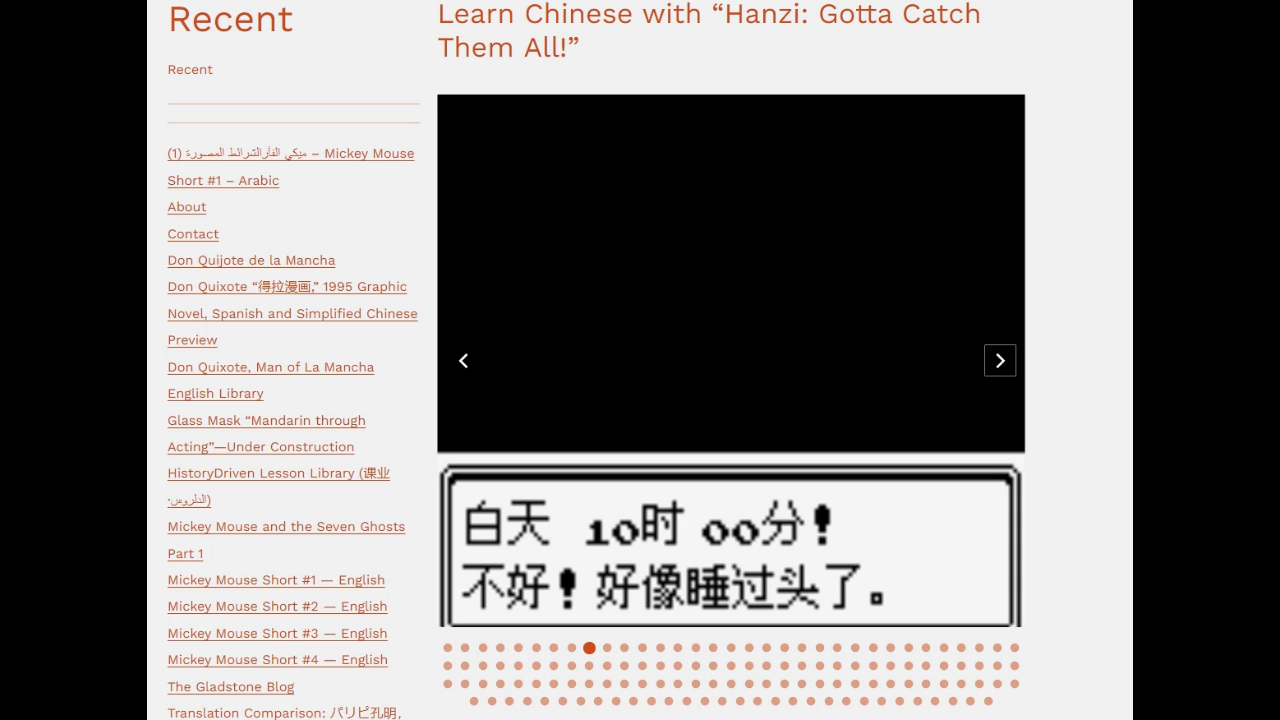 Recent
Recent
(1) ميكي الفأرالشرائط المصورة – Mickey Mouse
Short #1 – Arabic
About
Contact
Don Quijote de la Mancha
Don Quixote “得拉漫画,” 1995 Graphic
Novel, Spanish and Simplified Chinese
Preview
Don Quixote, Man of La Mancha
English Library
Glass Mask “Mandarin through
Acting”—Under Construction
HistoryDriven Lesson Library (课业
Mickey Mouse and the Seven Ghosts
Part 1
Mickey Mouse Short #1 — English
Mickey Mouse Short #2 — English
Mickey Mouse Short #3 — English
Mickey Mouse Short #4 — English
The Gladstone Blog
Translation Comparison: パリピ孔明,
Learn Chinese with “Hanzi: Gotta Catch
Them All!”
白天 10时 00分!
不好! 好像睡过头了。